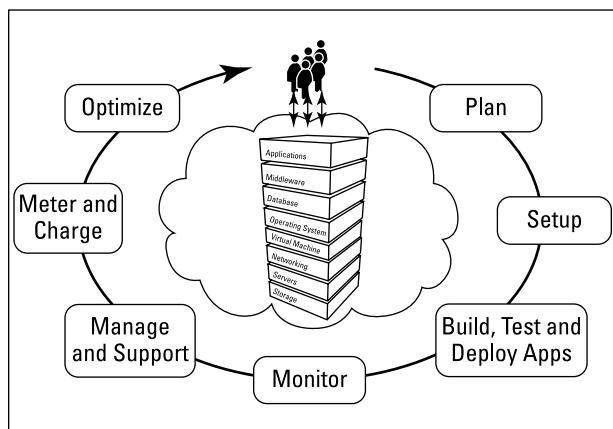 Optimize
Plan
Meter and
Charge
Setup
Manage
and Support
Build, Test and
Deploy Apps
Monitor
Applications
Middleware
Database
Operating System
Virtual Machine
Networking
Servers
Storage